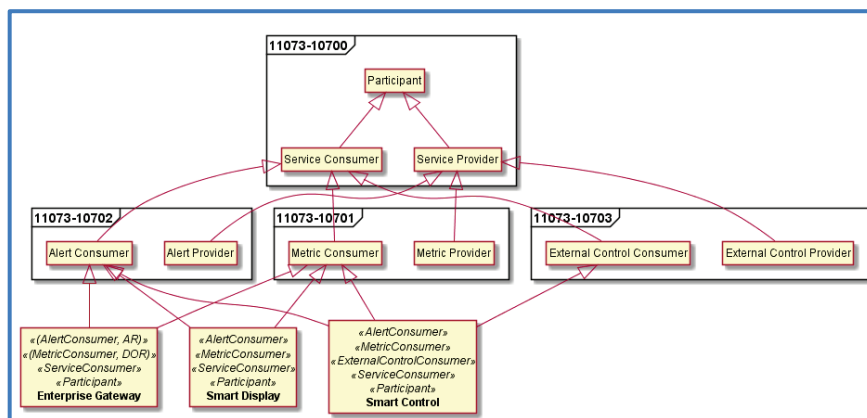 11073-10700
Participant
Service Consumer
Service Provider
11073-10702
11073-10701
11073-10703
Alert Consumer
Alert Provider
Metric Consumer
Metric Provider
External Control Consumer
External Control Provider
«(AlertConsumer, AR)»
«(MetricConsumer, DOR)»
«ServiceConsumer»
«Participant»
Enterprise Gateway
«AlertConsumer»
«MetricConsumer»
«ServiceConsumer»
«Participant»
Smart Display
«AlertConsumer»
«MetricConsumer»
«ExternalControlConsumer»
«ServiceConsumer»
«Participant»
Smart Control